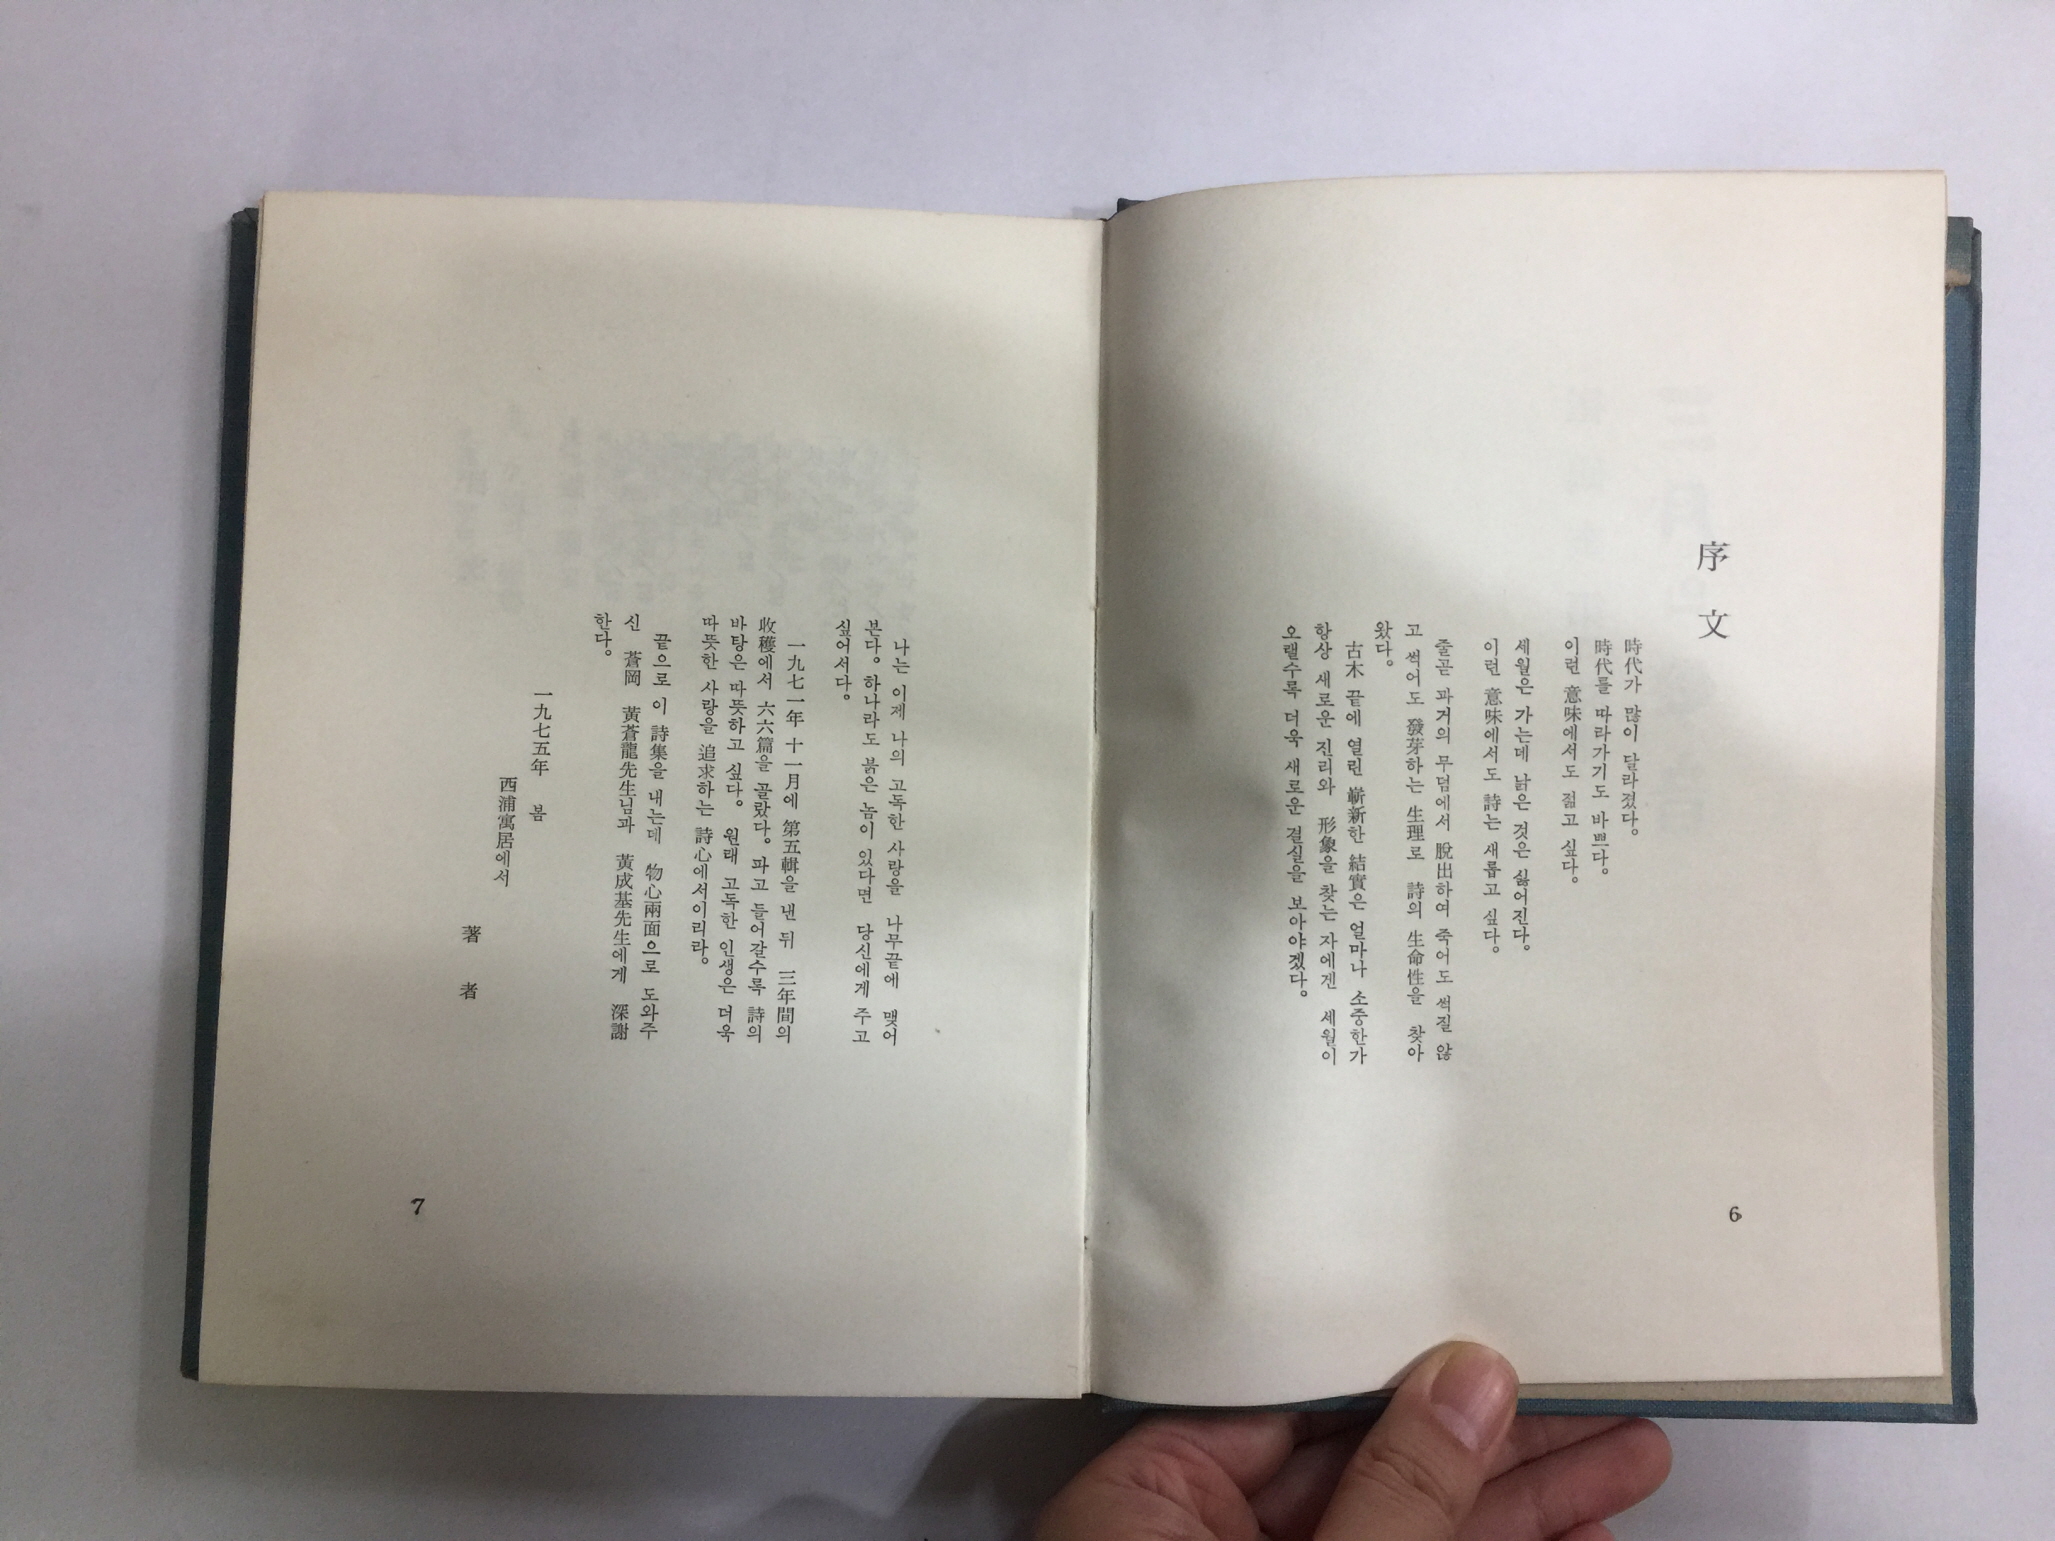 序文
時代가 많이 달라졌다.
時代를 따라가기도 바쁘다.
이런 意味에서도 젊고 싶다.
세월은 가는데 낡은 것은 싫어진다.
이런 意味에서도 詩는 새롭고 싶다.
줄곧 과거의 무덤에서 脫出하여 죽어도 썩질 않
고 썩어도 發芽하는 生理로 詩의 生命性을 찾아
왔다.
古木 끝에 열린 嶄新한 結實은 얼마나 소중한가
항상 새로운 진리와 形象을 찾는 자에겐 세월이
오랠수록 더욱 새로운 결실을 보아야겠다.
6
나는 이제 나의 고독한 사랑을 나무끝에 맺어
본다. 하나라도 붉은 놈이 있다면 당신에게 주고
싶어서다.
一九七一年 十一月에 第五輯을 낸 뒤 三年間의
收穫에서 六六篇을 골랐다. 파고 들어갈수록 詩의
바탕은 따뜻하고 싶다. 원래 고독한 인생은 더욱
따뜻한 사랑을 追求하는 詩心에서이리라.
끝으로 이 詩集을 내는데 物心兩面으로 도와주
신 蒼岡 黃蒼龍先生님과 黃成基先生에게 深謝
한다.
一九七五年 봄
西浦寓居에서
著者
7